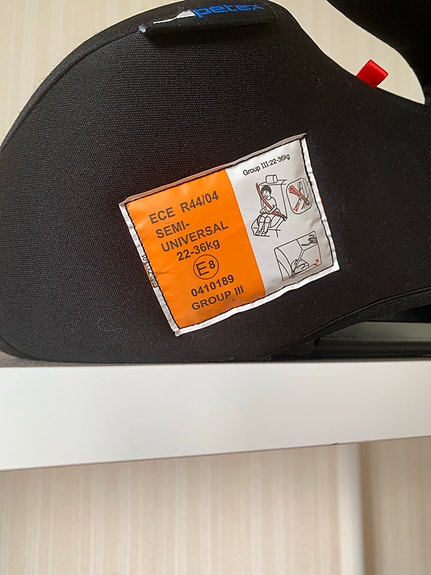 petex
Group III:22-36kg
ECE R44/04
SEMI-
UNIVERSAL
22-36kg
E8
0410189
GROUP III